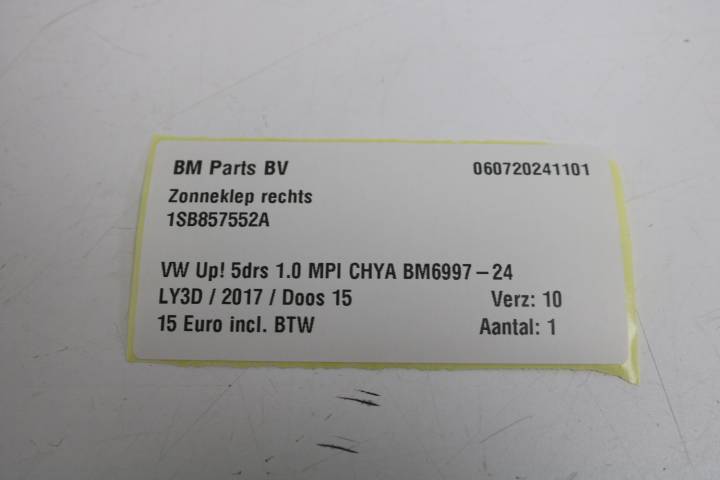 BM Parts BV 060720241101
Zonneklep rechts
1SB857552A
VW Up! 5drs 1.0 MPI CHYA BM6997-24
LY3D / 2017 / Doos 15 Verz: 10
15 Euro incl. BTW Aantal: 1